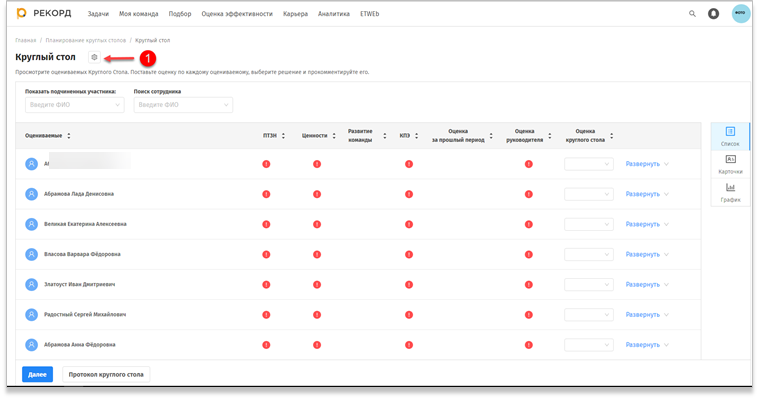 РЕКОРД Задачи Моя команда Подбор Оценка эффективности Карьера Аналитика ETWEb ФОТО
Главная / Планирование круглых столов / Круглый стол
Круглый стол 1
Просмотрите оцениваемых Круглого Стола. Поставьте оценку по каждому оцениваемому, выберите решение и прокомментируйте его.
Показать подчиненных участника: Поиск сотрудника
Введите ФИО Введите ФИО
Оцениваемые ПТЗН Ценности Развитие команды КПЭ Оценка за прошлый период Оценка руководителя Оценка круглого стола
Список
Развернуть
Карточки
Абрамова Лада Денисовна Развернуть
График
Великая Екатерина Алексеевна Развернуть
Власова Варвара Фёдоровна Развернуть
Златоуст Иван Дмитриевич Развернуть
Радостный Сергей Михайлович Развернуть
Абрамова Анна Фёдоровна Развернуть
Далее Протокол круглого стола